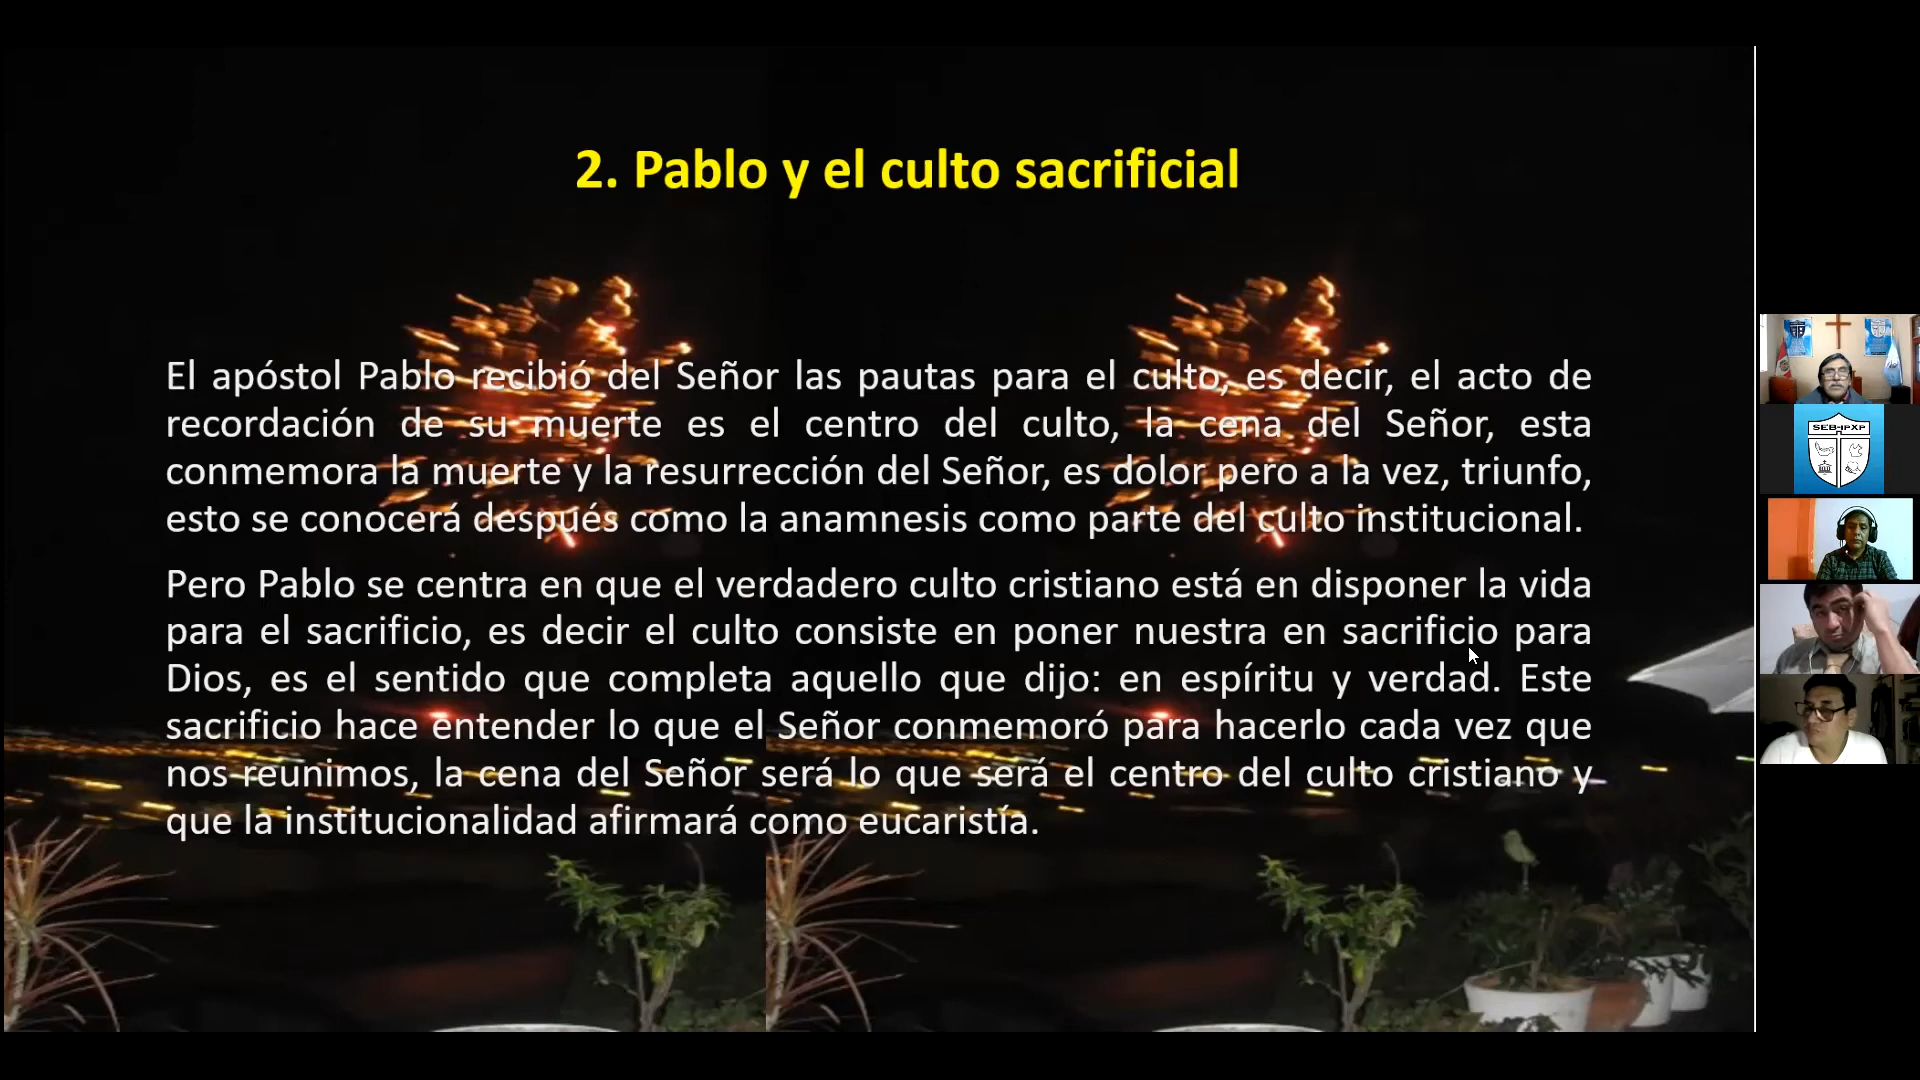 2. Pablo y el culto sacrificial
El apóstol Pablo recibió del Señor las pautas para el culto, es decir, el acto de
recordación de su muerte es el centro del culto, la cena del Señor, esta
conmemora la muerte y la resurrección del Señor, es dolor pero a la vez, triunfo,
esto se conocerá después como la anamnesis como parte del culto institucional.
Pero Pablo se centra en que el verdadero culto cristiano está en disponer la vida
para el sacrificio, es decir el culto consiste en poner nuestra en sacrificio para
Dios, es el sentido que completa aquello que dijo: en espíritu y verdad. Este
sacrificio hace entender lo que el Señor conmemoró para hacerlo cada vez que
nos reunimos, la cena del Señor será lo que será el centro del culto cristiano y
que la institucionalidad afirmará como eucaristía.
SEB-IPXP